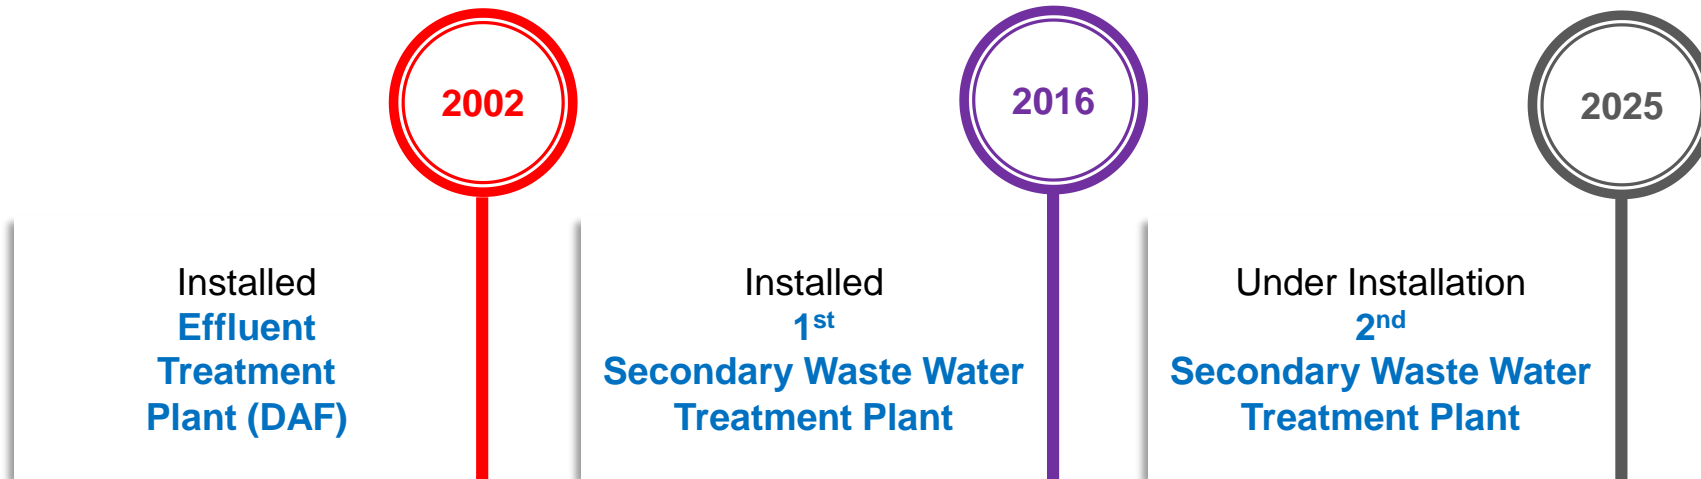 2002
Installed
Effluent
Treatment
Plant (DAF)
2016
Installed
1st
Secondary Waste Water
Treatment Plant
2025
Under Installation
2nd
Secondary Waste Water
Treatment Plant